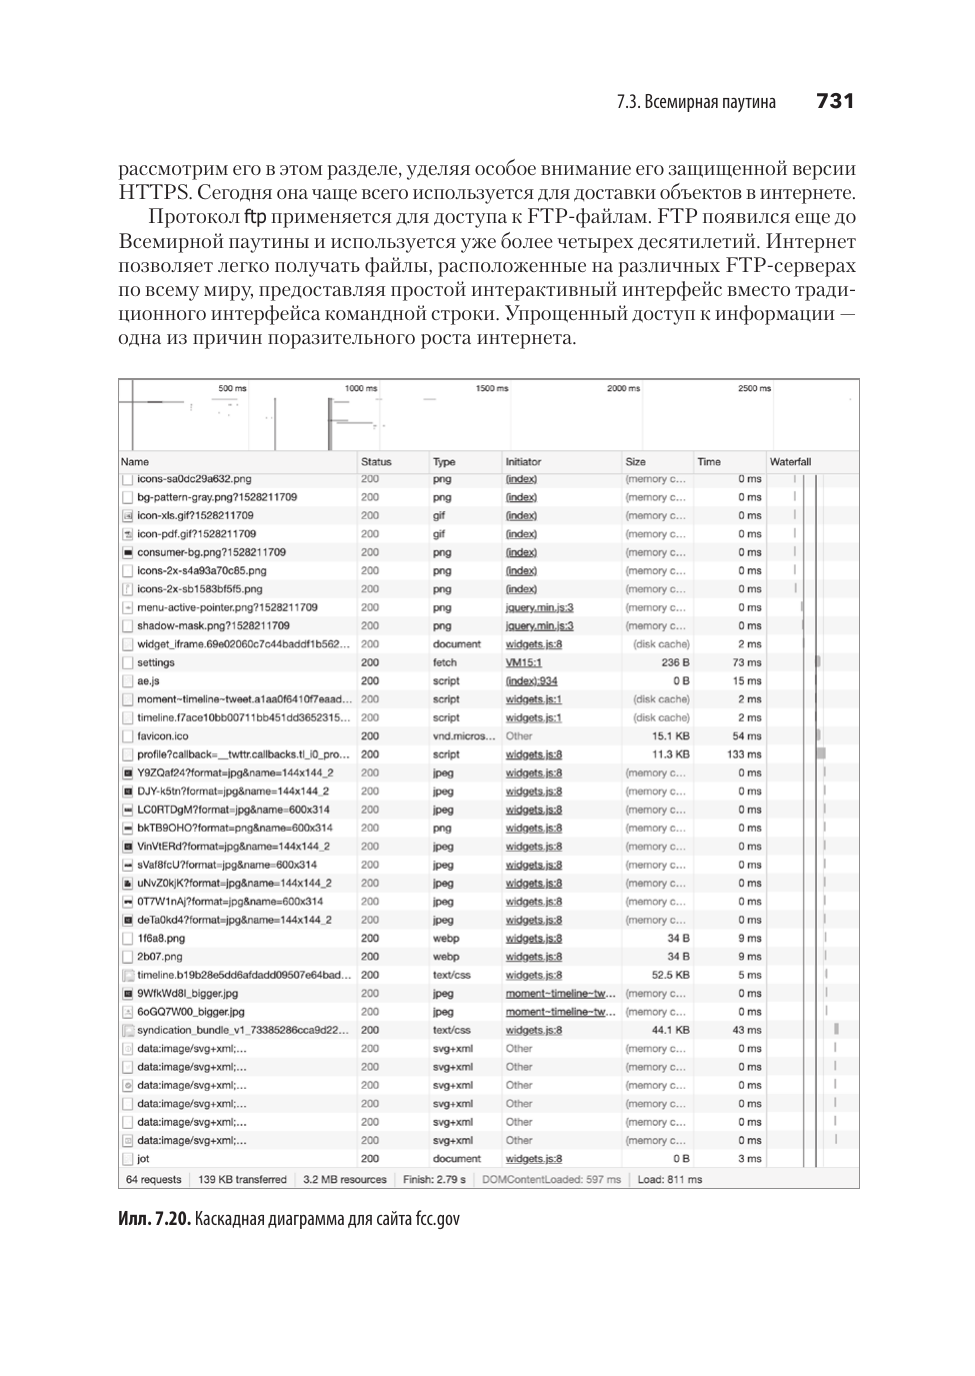 7.3. Всемирная паутина 731
рассмотрим его в этом разделе, уделяя особое внимание его защищенной версии
HTTPS. Сегодня она чаще всего используется для доставки объектов в интернете.
Протокол ftp применяется для доступа к FTP-файлам. FTP появился еще до
Всемирной паутины и используется уже более четырех десятилетий. Интернет
позволяет легко получать файлы, расположенные на различных FTP-серверах
по всему миру, предоставляя простой интерактивный интерфейс вместо тради-
ционного интерфейса командной строки. Упрощенный доступ к информации —
одна из причин поразительного роста интернета.
500 ms 1000 ms 1500 ms 2000 ms 2500 ms
Name Status Type Initiator Size Time Waterfall
icons-sa0dc29a632.png 200 png (index) (memory c... 0 ms
bg-pattern-gray.png?1528211709 200 png (index) (memory c... 0 ms
icon-xls.gif?1528211709 200 gif (index) (memory c... 0 ms
icon-pdf.gif?1528211709 200 gif (index) (memory c... 0 ms
consumer-bg.png?1528211709 200 png (index) (memory c... 0 ms
icons-2x-s4a93a70c85.png 200 png (index) (memory c... 0 ms
icons-2x-sb1583bf5f5.png 200 png (index) (memory c... 0 ms
menu-active-pointer.png?1528211709 200 png jquery.min.js:3 (memory c... 0 ms
shadow-mask.png?1528211709 200 png jquery.min.js:3 (memory c... 0 ms
widget_iframe.69e02060c7c44baddf1b562... 200 document widgets.js:8 (disk cache) 2 ms
settings 200 fetch VM15:1 236 B 73 ms
ae.js 200 script (index):934 0 B 15 ms
moment~timeline~tweet.a1aa0f6410f7eaad... 200 script widgets.js:1 (disk cache) 2 ms
timeline.f7ace10bb00711bb451dd3652315... 200 script widgets.js:1 (disk cache) 2 ms
favicon.ico 200 vnd.micros... Other 15.1 KB 54 ms
profile?callback=__twttr.callbacks.tl_i0_pro... 200 script widgets.js:8 11.3 KB 133 ms
Y9ZQaf24?format=jpg&name=144x144_2 200 jpeg widgets.js:8 (memory c... 0 ms
DJY-k5tn?format=jpg&name=144x144_2 200 jpeg widgets.js:8 (memory c... 0 ms
LC0RTDgM?format=jpg&name=600x314 200 jpeg widgets.js:8 (memory c... 0 ms
bkTB9OHO?format=png&name=600x314 200 png widgets.js:8 (memory c... 0 ms
VinVtERd?format=jpg&name=144x144_2 200 jpeg widgets.js:8 (memory c... 0 ms
sVaf8fcU?format=jpg&name=600x314 200 jpeg widgets.js:8 (memory c... 0 ms
uNvZ0kjK?format=jpg&name=144x144_2 200 jpeg widgets.js:8 (memory c... 0 ms
0T7W1nAj?format=jpg&name=600x314 200 jpeg widgets.js:8 (memory c... 0 ms
deTa0kd4?format=jpg&name=144x144_2 200 jpeg widgets.js:8 (memory c... 0 ms
1f6a8.png 200 webp widgets.js:8 34 B 9 ms
2b07.png 200 webp widgets.js:8 34 B 9 ms
timeline.b19b28e5dd6afdadd09507e64bad... 200 text/css widgets.js:8 52.5 KB 5 ms
9WfkWd8I_bigger.jpg 200 jpeg moment~timeline~tw... (memory c... 0 ms
6oGQ7W00_bigger.jpg 200 jpeg moment~timeline~tw... (memory c... 0 ms
syndication_bundle_v1_73385286cca9d22... 200 text/css widgets.js:8 44.1 KB 43 ms
data:image/svg+xml;... 200 svg+xml Other (memory c... 0 ms
data:image/svg+xml;... 200 svg+xml Other (memory c... 0 ms
data:image/svg+xml;... 200 svg+xml Other (memory c... 0 ms
data:image/svg+xml;... 200 svg+xml Other (memory c... 0 ms
data:image/svg+xml;... 200 svg+xml Other (memory c... 0 ms
data:image/svg+xml;... 200 svg+xml Other (memory c... 0 ms
jot 200 document widgets.js:8 0 B 3 ms
64 requests 139 KB transferred 3.2 MB resources Finish: 2.79 s DOMContentLoaded: 597 ms Load: 811 ms
Илл. 7.20. Каскадная диаграмма для сайта fcc.gov